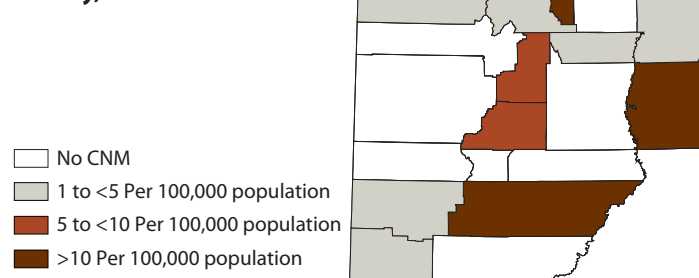 No CNM
1 to <5 Per 100,000 population
5 to <10 Per 100,000 population
>10 Per 100,000 population